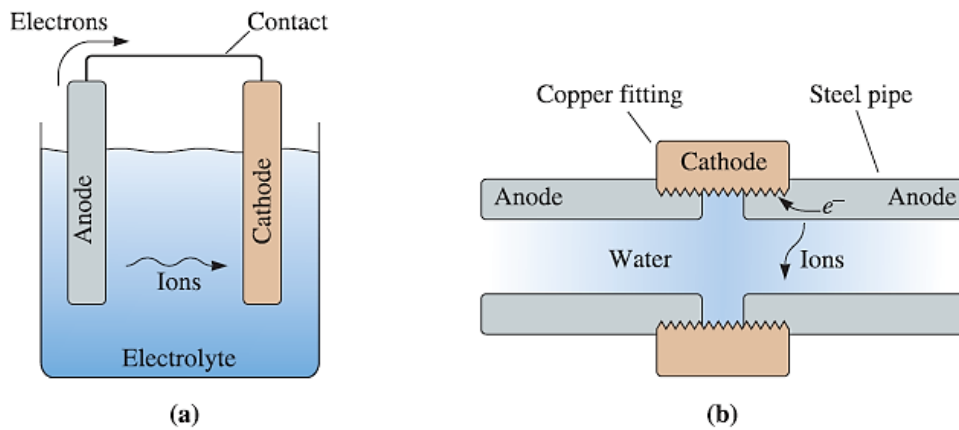 Electrons
Contact
Anode
Cathode
Ions
Electrolyte
(a)
Copper fitting
Steel pipe
Cathode
Anode
e⁻
Anode
Water
Ions
(b)